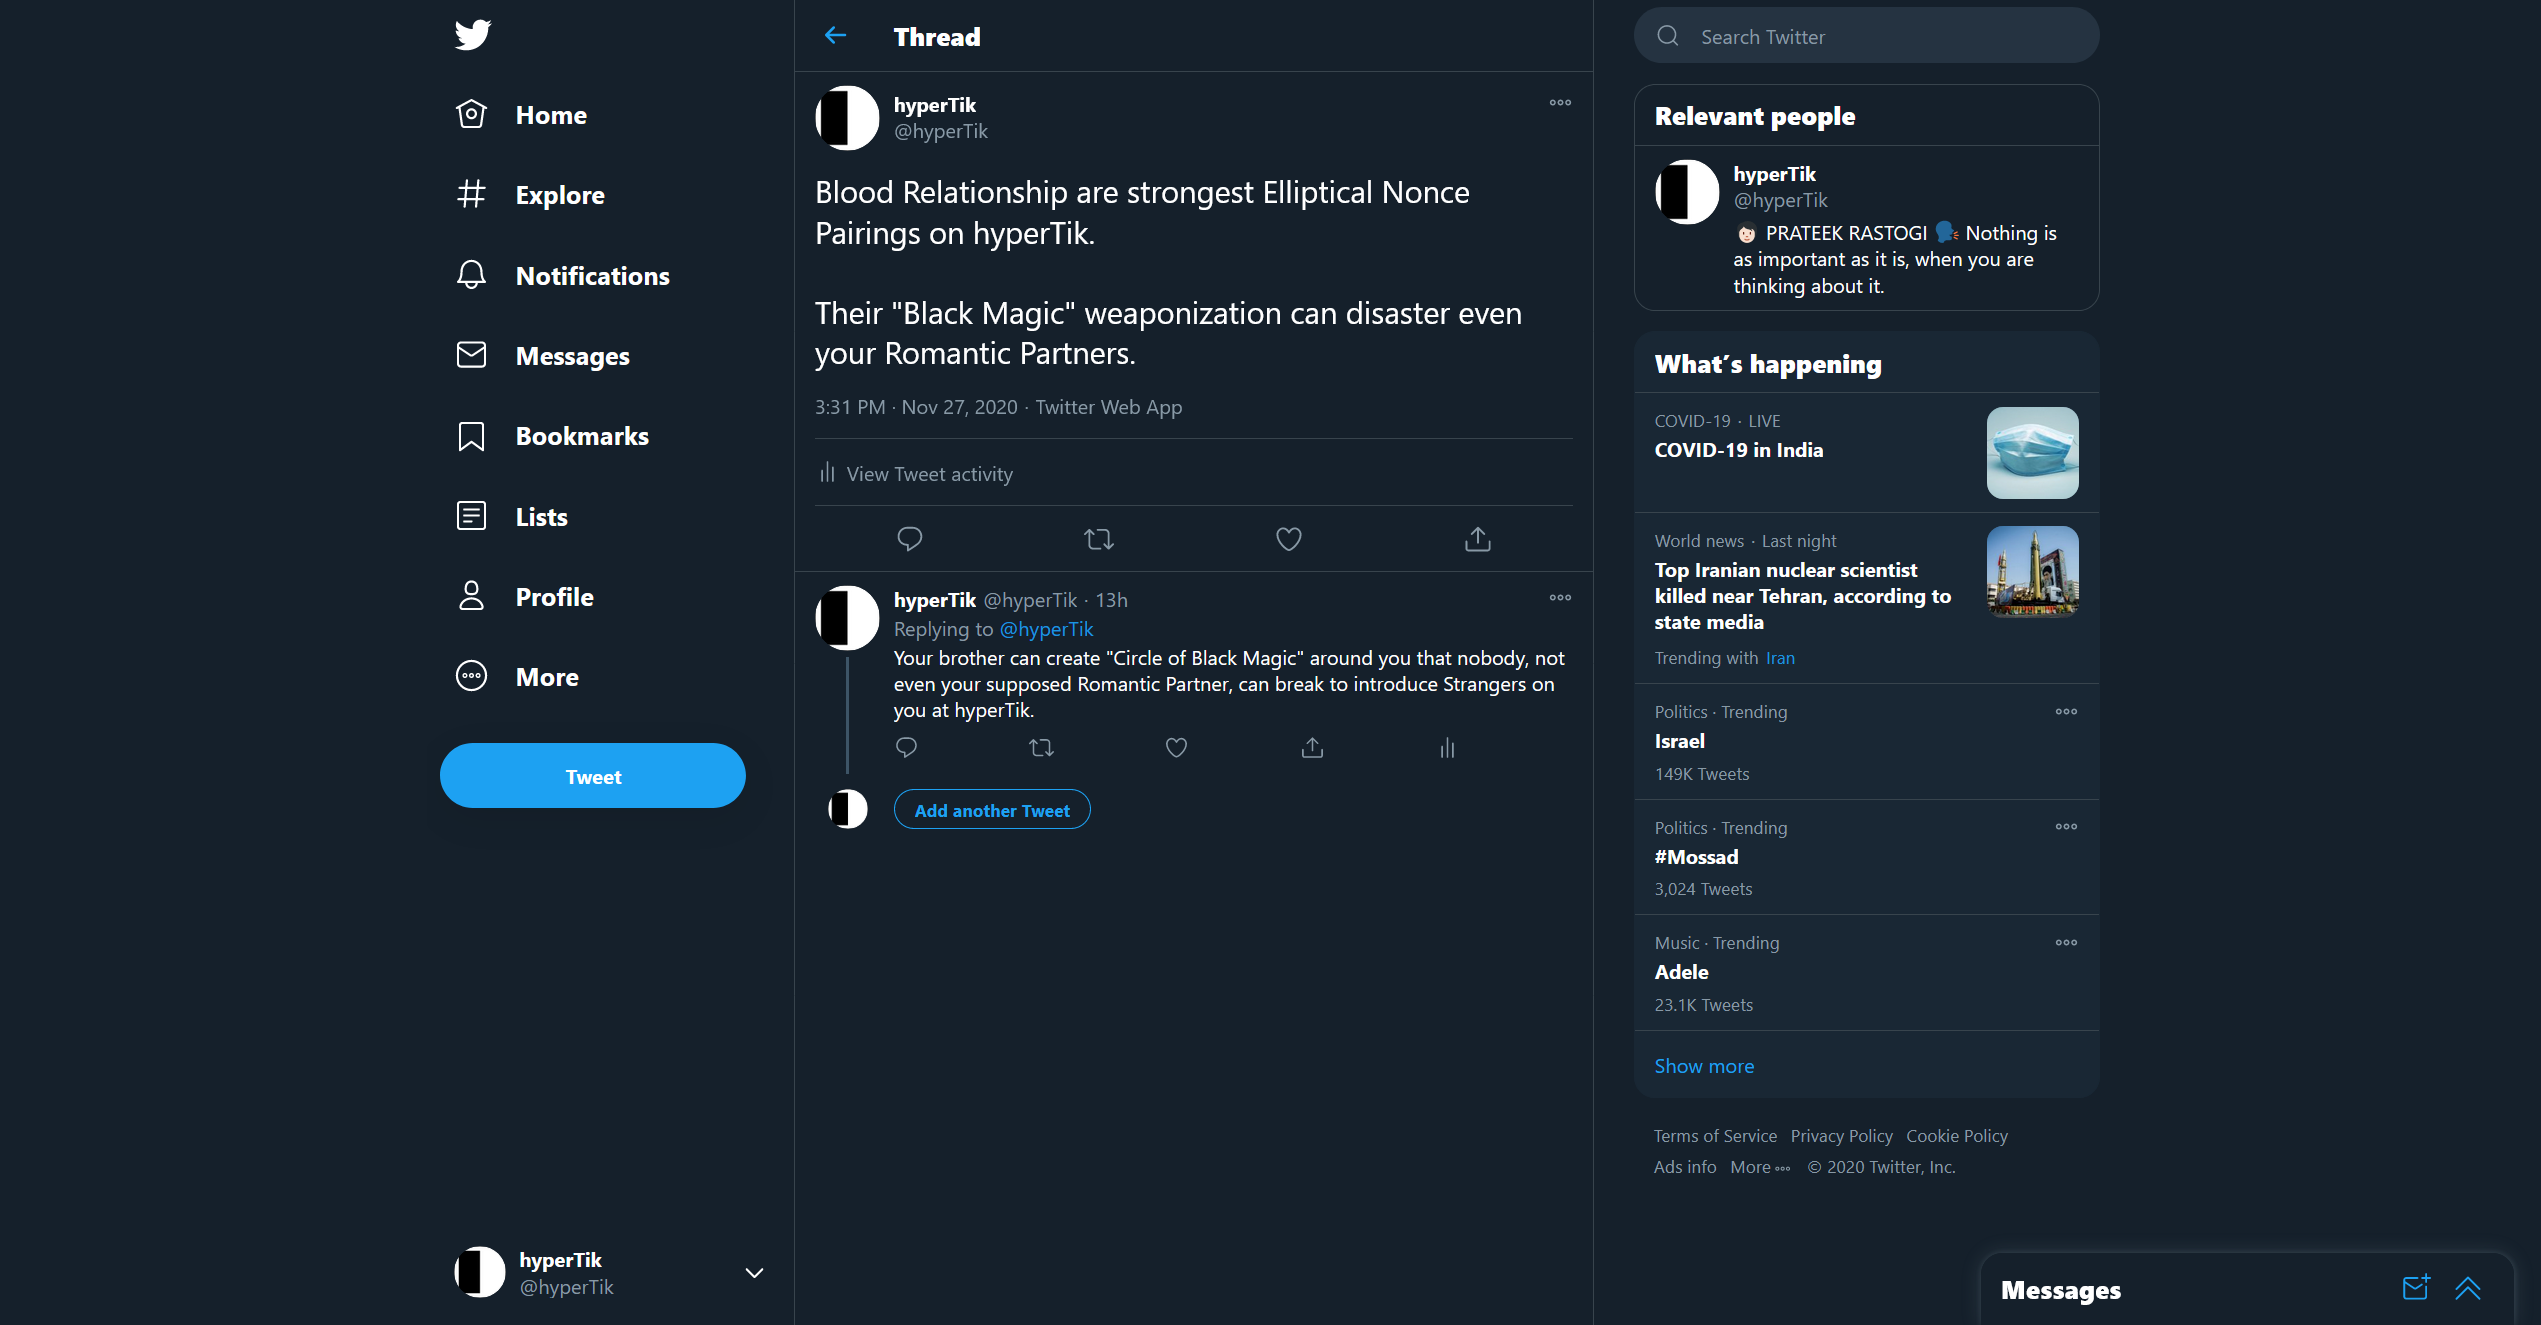 Home
Explore
Notifications
Messages
Bookmarks
Lists
Profile
More
Tweet
hyperTik
@hyperTik
Thread
hyperTik
@hyperTik
Blood Relationship are strongest Elliptical Nonce
Pairings on hyperTik.
Their "Black Magic" weaponization can disaster even
your Romantic Partners.
3:31 PM · Nov 27, 2020 · Twitter Web App
View Tweet activity
hyperTik @hyperTik · 13h
Replying to @hyperTik
Your brother can create "Circle of Black Magic" around you that nobody, not
even your supposed Romantic Partner, can break to introduce Strangers on
you at hyperTik.
Add another Tweet
Search Twitter
Relevant people
hyperTik
@hyperTik
PRATEEK RASTOGI Nothing is
as important as it is, when you are
thinking about it.
What's happening
COVID-19 · LIVE
COVID-19 in India
World news · Last night
Top Iranian nuclear scientist
killed near Tehran, according to
state media
Trending with Iran
Politics · Trending
Israel
149K Tweets
Politics · Trending
#Mossad
3,024 Tweets
Music · Trending
Adele
23.1K Tweets
Show more
Terms of Service Privacy Policy Cookie Policy
Ads info More © 2020 Twitter, Inc.
Messages